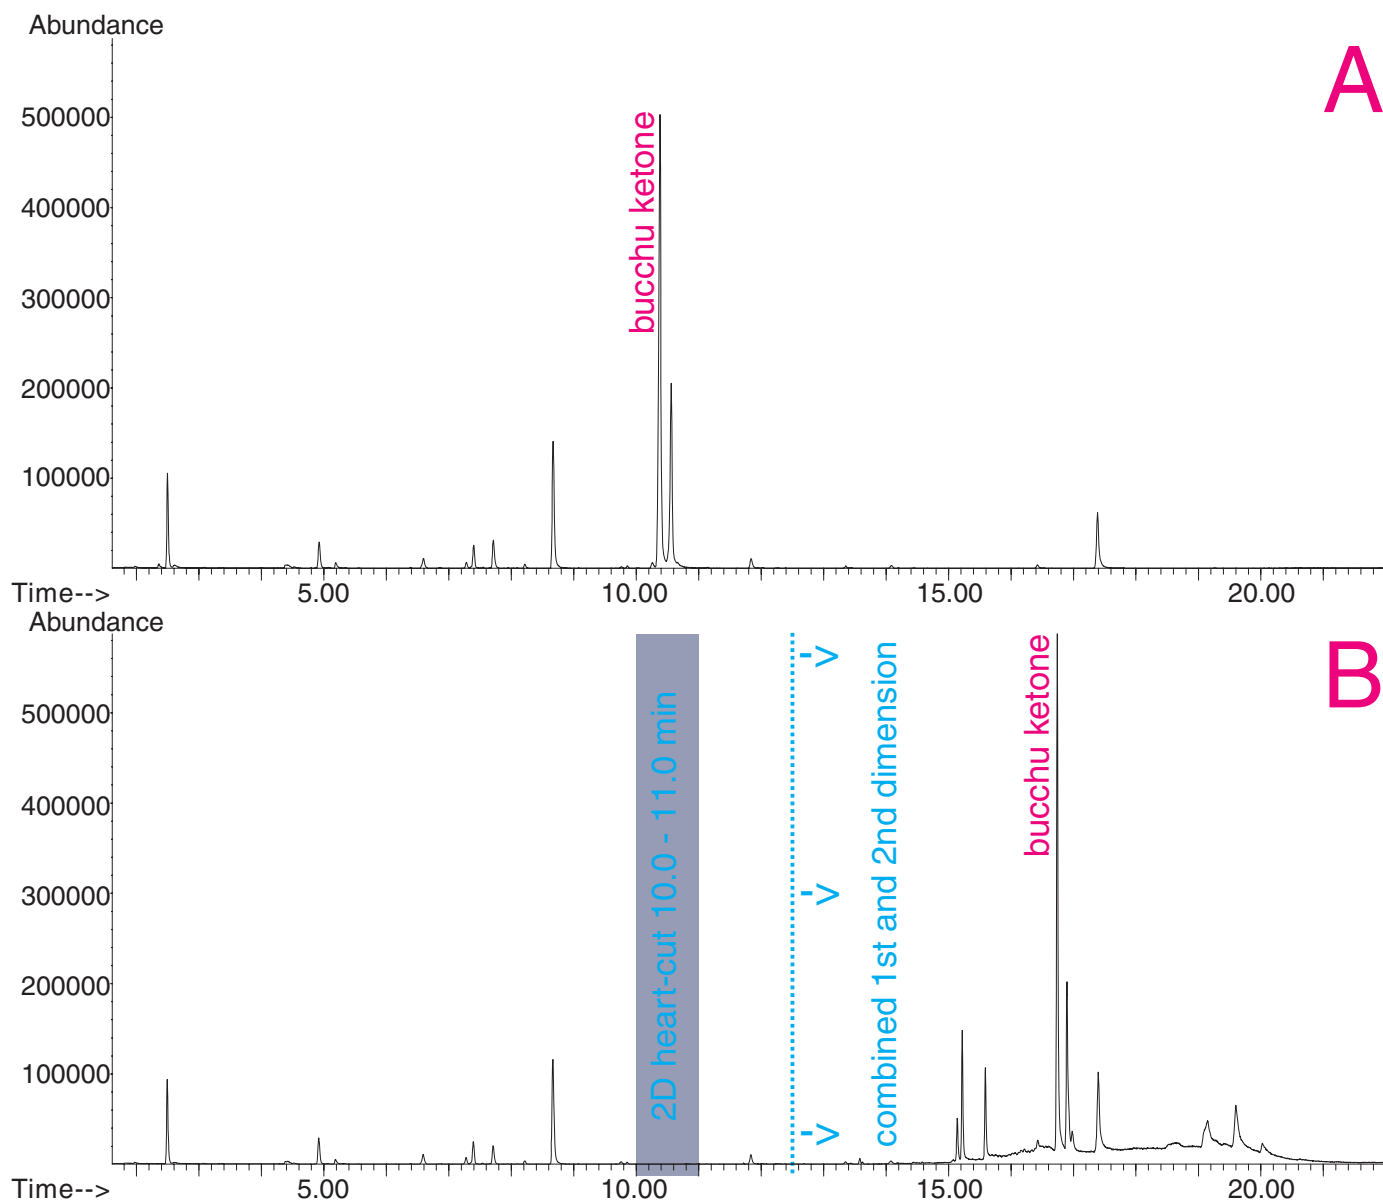 Abundance
A
500000
400000
300000
200000
100000
bucchu ketone
Time-->
5.00
10.00
15.00
20.00
Abundance
B
500000
400000
300000
200000
100000
2D heart-cut 10.0 - 11.0 min
->
->
->
combined 1st and 2nd dimension
bucchu ketone
Time-->
5.00
10.00
15.00
20.00